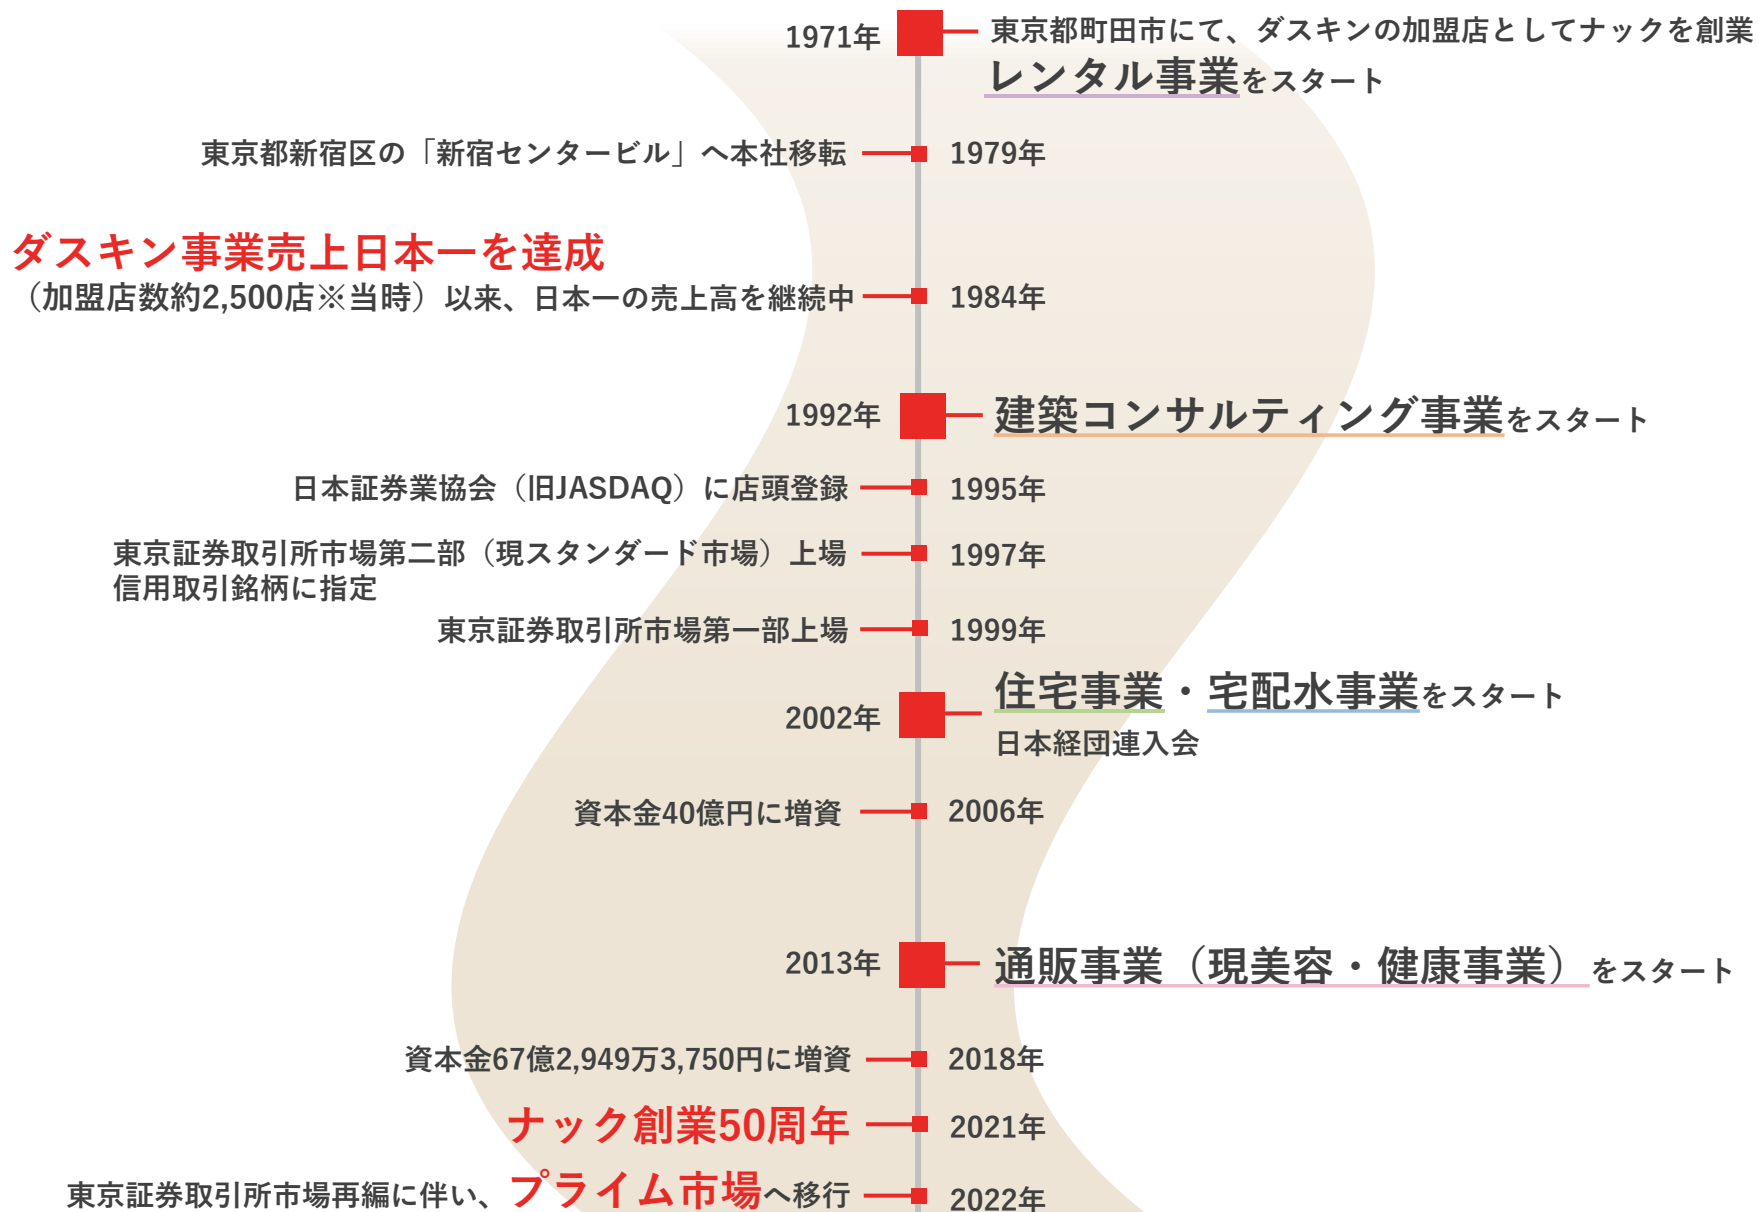 1971年
東京都町田市にて、ダスキンの加盟店としてナックを創業
レンタル事業をスタート
東京都新宿区の「新宿センタービル」へ本社移転
1979年
ダスキン事業売上日本一を達成
（加盟店数約2,500店※当時）以来、日本一の売上高を継続中
1984年
1992年
建築コンサルティング事業をスタート
日本証券業協会（旧JASDAQ）に店頭登録
1995年
東京証券取引所市場第二部（現スタンダード市場）上場
信用取引銘柄に指定
1997年
東京証券取引所市場第一部上場
1999年
2002年
住宅事業・宅配水事業をスタート
日本経団連入会
資本金40億円に増資
2006年
2013年
通販事業（現美容・健康事業）をスタート
資本金67億2,949万3,750円に増資
2018年
ナック創業50周年
2021年
東京証券取引所市場再編に伴い、プライム市場へ移行
2022年